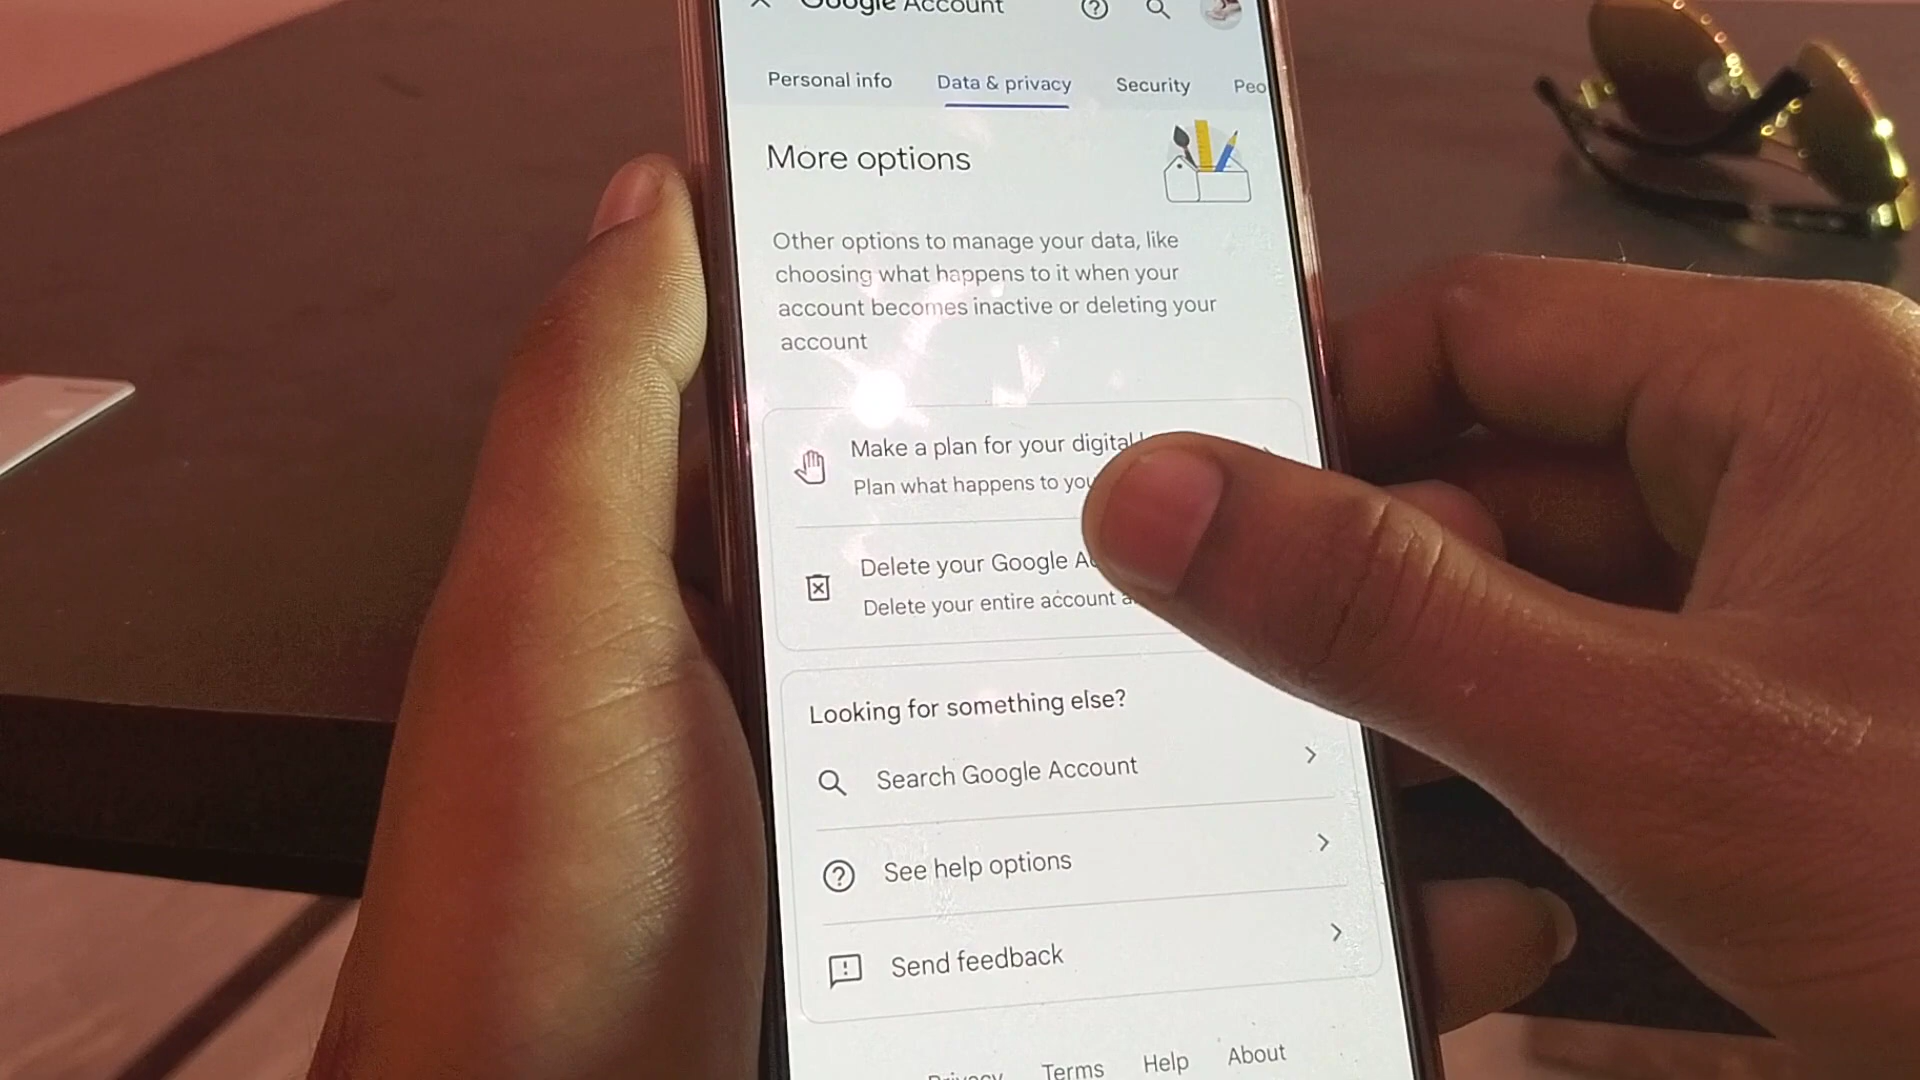 Google Account
Personal info Data & privacy Security
More options
Other options to manage your data, like
choosing what happens to it when your
account becomes inactive or deleting your
account
Make a plan for your digital
Plan what happens to
Delete your Google
Delete your entire account
Looking for something else?
Search Google Account
See help options
Send feedback
Privacy Terms Help About